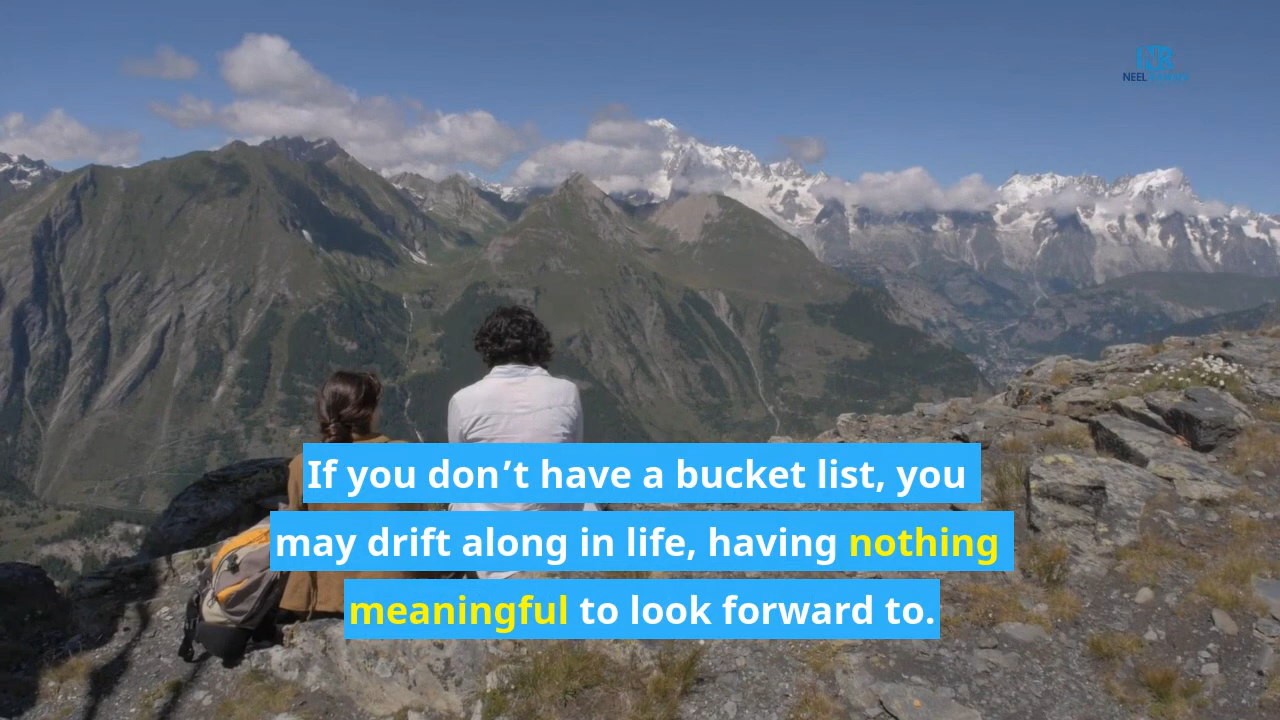 NEEL
If you don’t have a bucket list, you
may drift along in life, having nothing
meaningful to look forward to.